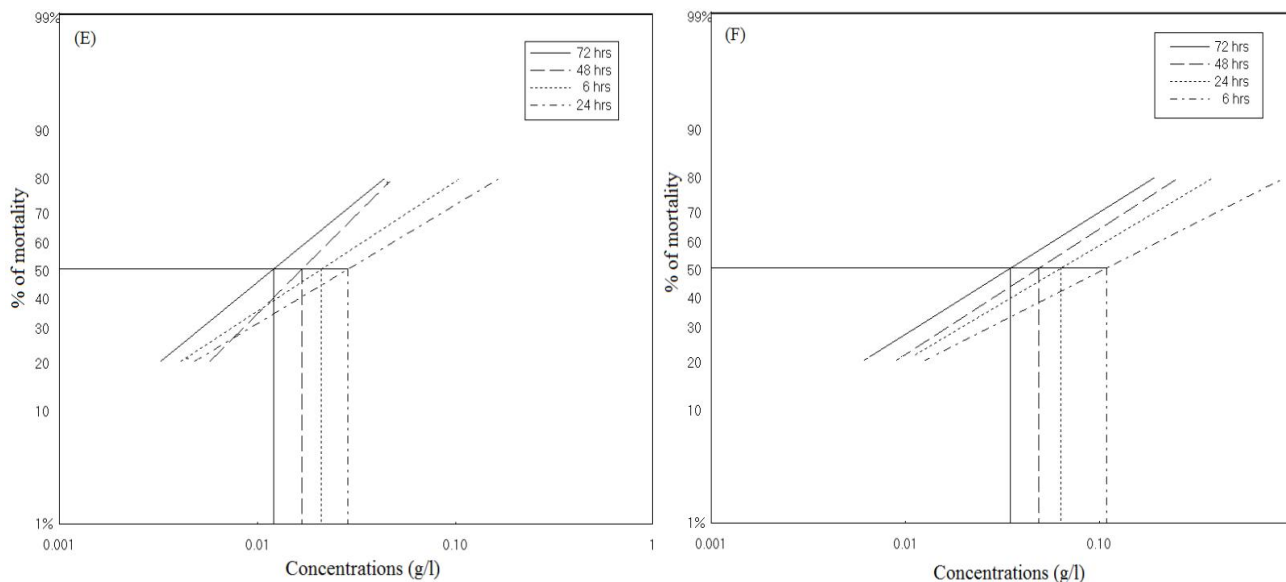 99%
(E)
72 hrs
48 hrs
6 hrs
24 hrs
90
80
70
60
50
40
30
20
10
1%
% of mortality
0.001
0.01
0.10
1
Concentrations (g/l)
99%
(F)
72 hrs
48 hrs
24 hrs
6 hrs
90
80
70
60
50
40
30
20
10
1%
% of mortality
0.001
0.01
0.10
Concentrations (g/l)